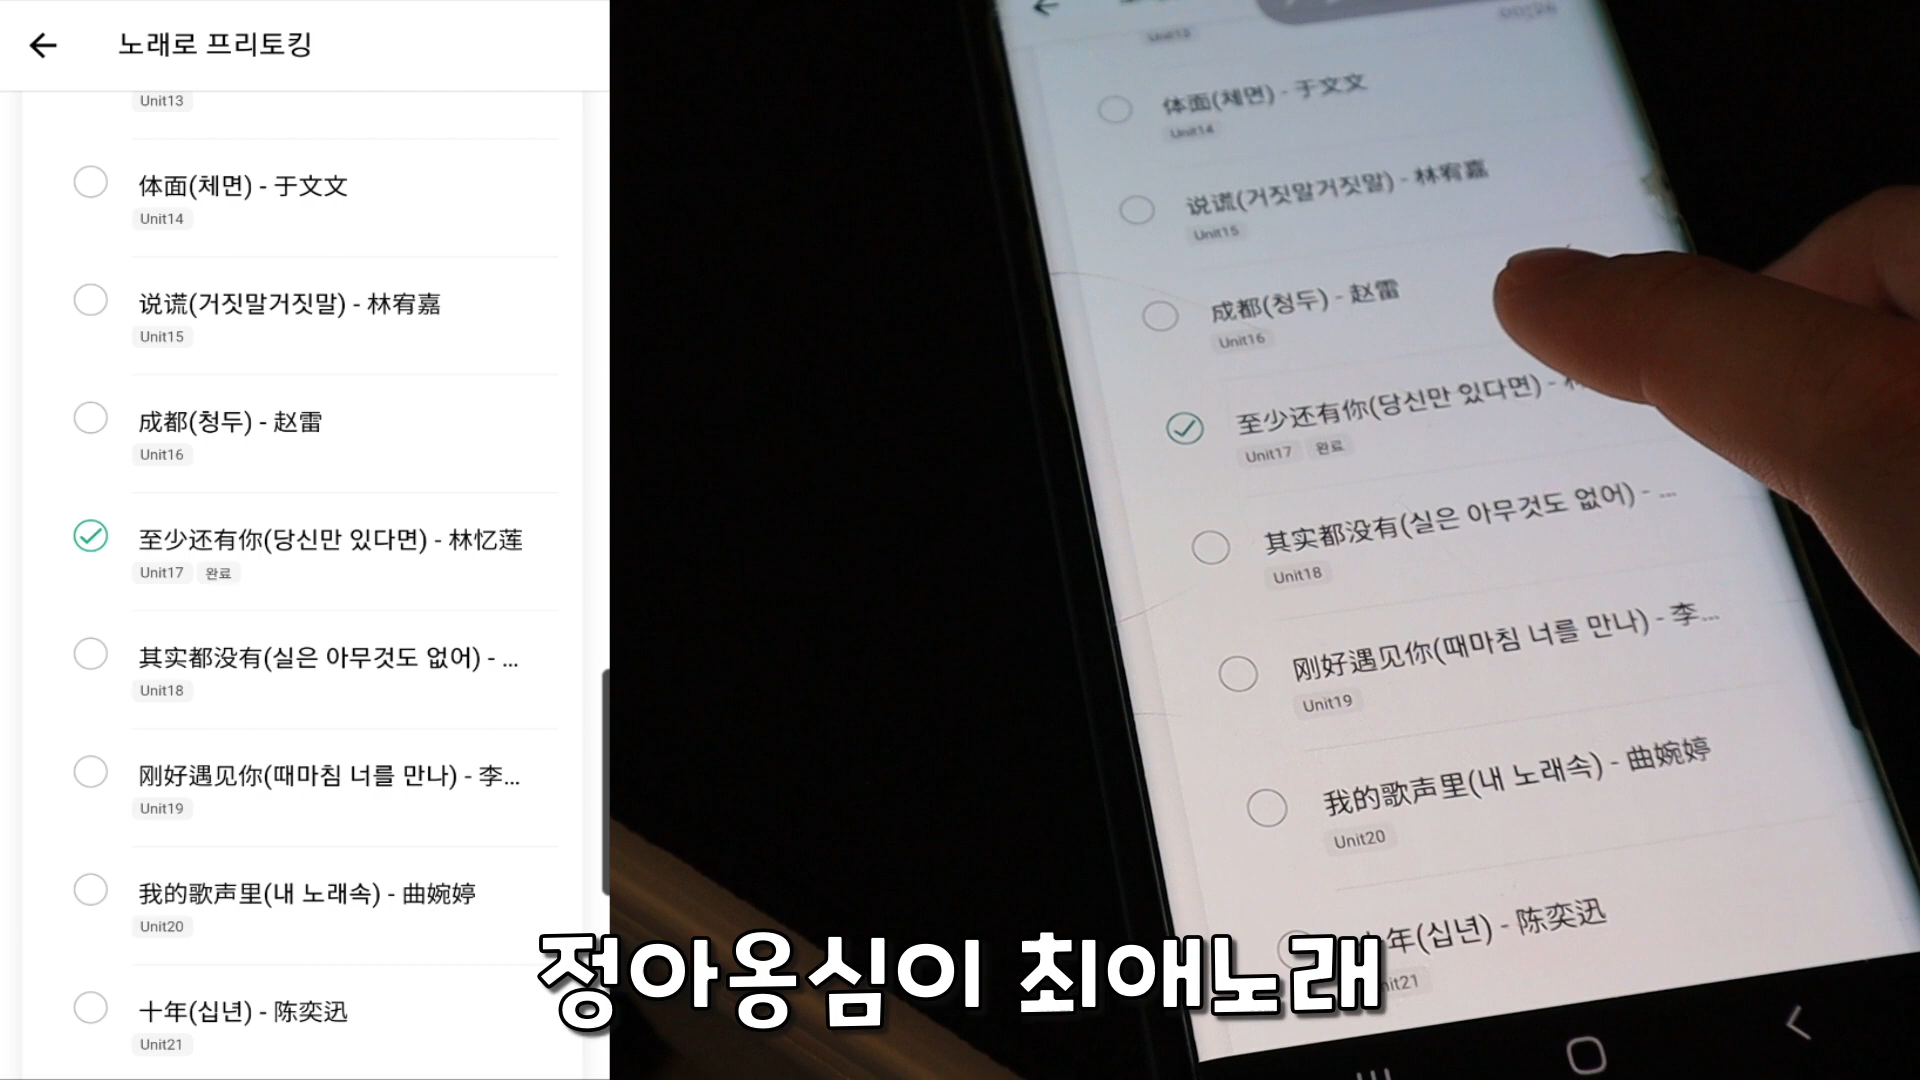 노래로 프리토킹
Unit13
体面(체면) - 于文文
Unit14
说谎(거짓말거짓말) - 林宥嘉
Unit15
成都(청두) - 赵雷
Unit16
至少还有你(당신만 있다면) - 林忆莲
Unit17 완료
其实都没有(실은 아무것도 없어) - ...
Unit18
刚好遇见你(때마침 너를 만나) - 李...
Unit19
我的歌声里(내 노래속) - 曲婉婷
Unit20
十年(십년) - 陈奕迅
Unit21
体面(체면) - 于文文
Unit14
说谎(거짓말거짓말) - 林宥嘉
Unit15
成都(청두) - 赵雷
Unit16
至少还有你(당신만 있다면) -
Unit17 완료
其实都没有(실은 아무것도 없어) - ...
Unit18
刚好遇见你(때마침 너를 만나) - 李...
Unit19
我的歌声里(내 노래속) - 曲婉婷
Unit20
年(십년) - 陈奕迅
nit21
정아옹심이 최애노래